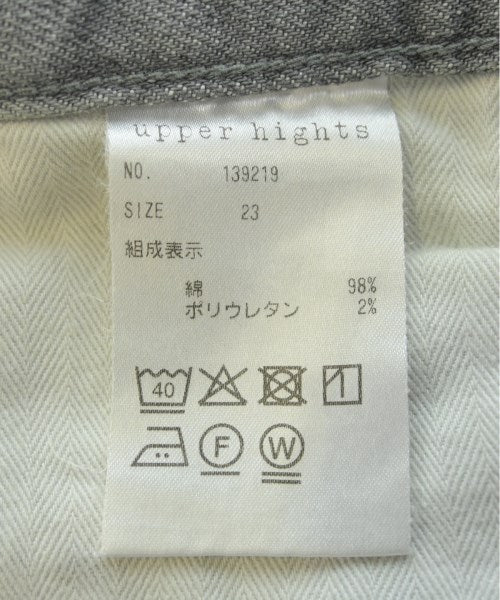 upper hights
NO. 139219
SIZE 23
組成表示
綿 98%
ポリウレタン 2%
40
F W